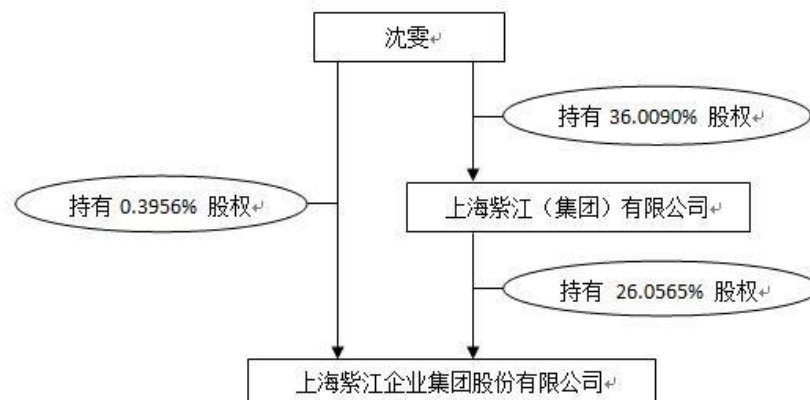 沈雯
持有 36.0090% 股权
持有 0.3956% 股权
上海紫江（集团）有限公司
持有 26.0565% 股权
上海紫江企业集团股份有限公司